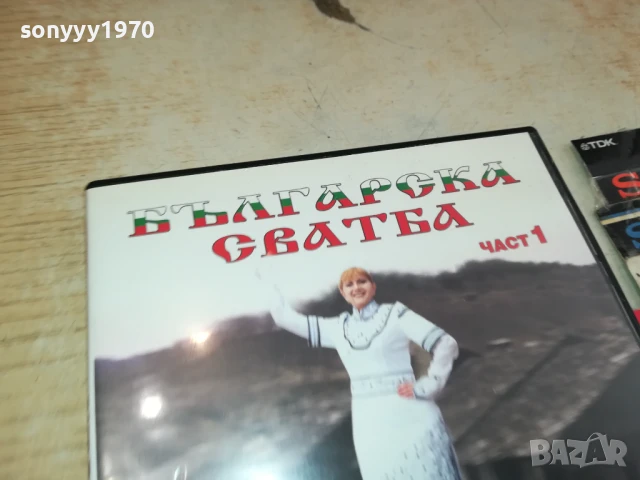 sonyyy1970
БЪЛГАРСКА
СВАТБА
ЧАСТ 1
TDK
BAZAR